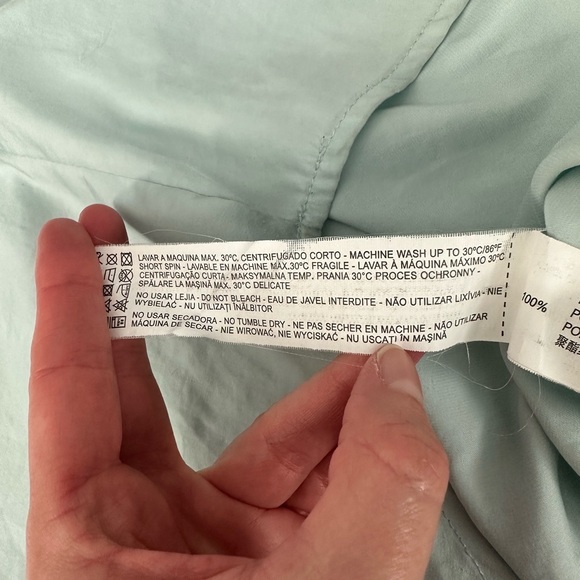 LAVAR A MAQUINA MAX. 30ºC, CENTRIFUGADO CORTO - MACHINE WASH UP TO 30ºC/86ºF
SHORT SPIN - LAVABLE EN MACHINE MÁX.30ºC FRAGILE - LAVAR À MÁQUINA MÁXIMO 30ºC
CENTRIFUGAÇÃO CURTA - MAKSYMALNA TEMP. PRANIA 30°C PROCES OCHRONNY -
SPĂLARE LA MAȘINĂ MAX. 30°C DELICATE
NO USAR LEJIA - DO NOT BLEACH - EAU DE JAVEL INTERDITE - NÃO UTILIZAR LIXÍVIA - NIE
WYBIELAĆ - NU UTILIZAȚI ÎNĂLBITOR
NO USAR SECADORA - NO TUMBLE DRY - NE PAS SECHER EN MACHINE - NÃO UTILIZAR
MÁQUINA DE SECAR - NIE WIROWAĆ, NIE WYCISKAĆ - NU USCAȚI ÎN MAȘINĂ
100%